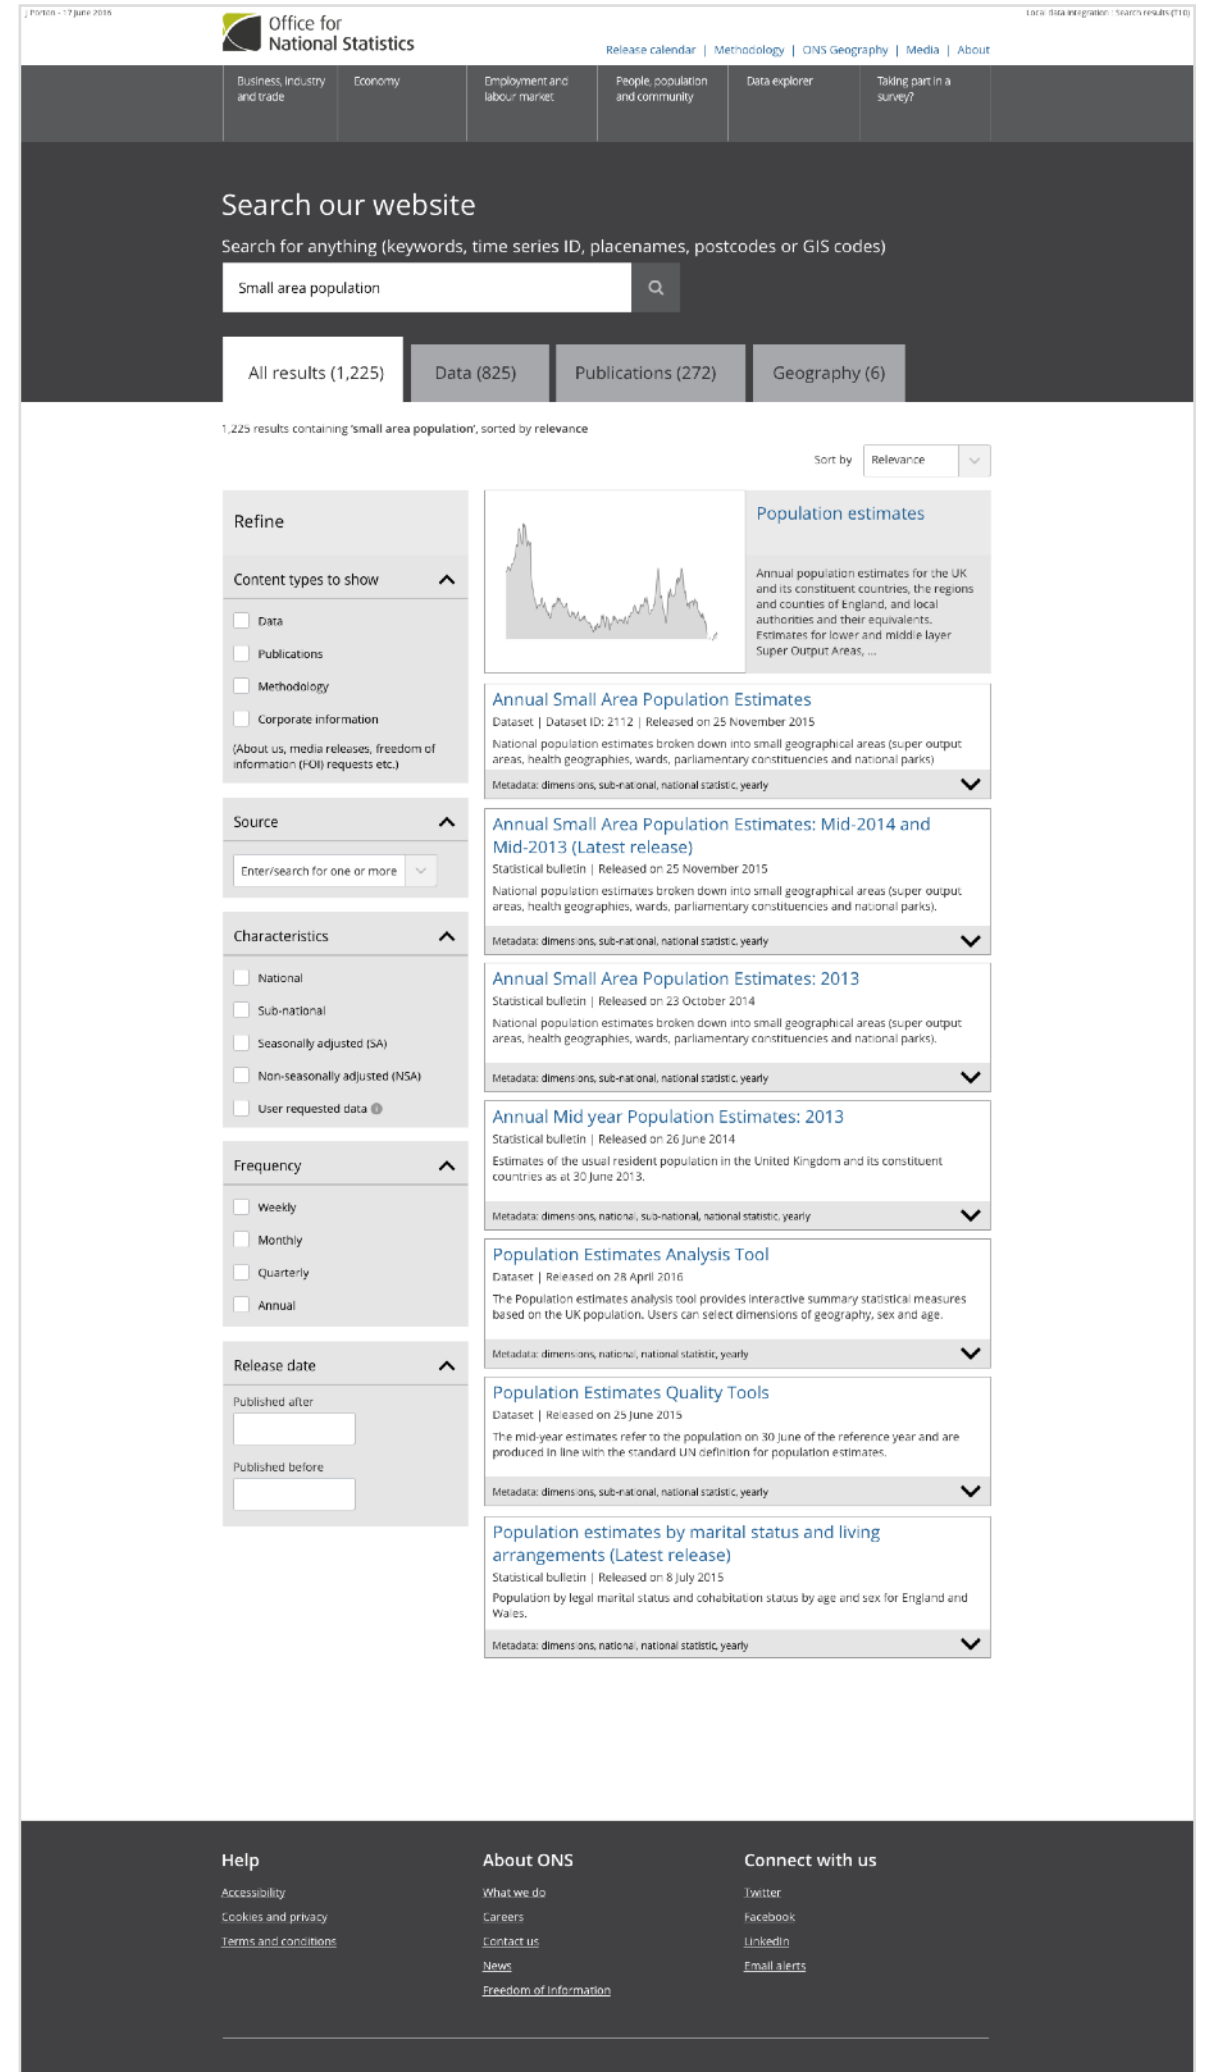 J Porton - 17 June 2016
Local data integration : Search results (T10)
Office for
National Statistics
Release calendar | Methodology | ONS Geography | Media | About
Business, industry and trade
Economy
Employment and labour market
People, population and community
Data explorer
Taking part in a survey?
Search our website
Search for anything (keywords, time series ID, placenames, postcodes or GIS codes)
Small area population
All results (1,225)
Data (825)
Publications (272)
Geography (6)
1,225 results containing 'small area population', sorted by relevance
Sort by
Relevance
Refine
Content types to show
Data
Publications
Methodology
Corporate information
(About us, media releases, freedom of
information (FOI) requests etc.)
Source
Enter/search for one or more
Characteristics
National
Sub-national
Seasonally adjusted (SA)
Non-seasonally adjusted (NSA)
User requested data
Frequency
Weekly
Monthly
Quarterly
Annual
Release date
Published after
Published before
Population estimates
Annual population estimates for the UK
and its constituent countries, the regions
and counties of England, and local
authorities and their equivalents.
Estimates for lower and middle layer
Super Output Areas, ...
Annual Small Area Population Estimates
Dataset | Dataset ID: 2112 | Released on 25 November 2015
National population estimates broken down into small geographical areas (super output
areas, health geographies, wards, parliamentary constituencies and national parks)
Metadata: dimensions, sub-national, national statistic, yearly
Annual Small Area Population Estimates: Mid-2014 and
Mid-2013 (Latest release)
Statistical bulletin | Released on 25 November 2015
National population estimates broken down into small geographical areas (super output
areas, health geographies, wards, parliamentary constituencies and national parks).
Metadata: dimensions, sub-national, national statistic, yearly
Annual Small Area Population Estimates: 2013
Statistical bulletin | Released on 23 October 2014
National population estimates broken down into small geographical areas (super output
areas, health geographies, wards, parliamentary constituencies and national parks).
Metadata: dimensions, sub-national, national statistic, yearly
Annual Mid year Population Estimates: 2013
Statistical bulletin | Released on 26 June 2014
Estimates of the usual resident population in the United Kingdom and its constituent
countries as at 30 June 2013.
Metadata: dimensions, national, sub-national, national statistic, yearly
Population Estimates Analysis Tool
Dataset | Released on 28 April 2016
The Population estimates analysis tool provides interactive summary statistical measures
based on the UK population. Users can select dimensions of geography, sex and age.
Metadata: dimensions, national, national statistic, yearly
Population Estimates Quality Tools
Dataset | Released on 25 June 2015
The mid-year estimates refer to the population on 30 June of the reference year and are
produced in line with the standard UN definition for population estimates.
Metadata: dimensions, sub-national, national statistic, yearly
Population estimates by marital status and living
arrangements (Latest release)
Statistical bulletin | Released on 8 July 2015
Population by legal marital status and cohabitation status by age and sex for England and
Wales.
Metadata: dimensions, national, national statistic, yearly
Help
Accessibility
Cookies and privacy
Terms and conditions
About ONS
What we do
Careers
Contact us
News
Freedom of Information
Connect with us
Twitter
Facebook
LinkedIn
Email alerts